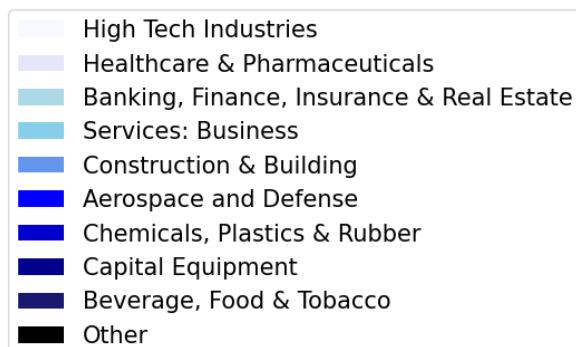 High Tech Industries
Healthcare & Pharmaceuticals
Banking, Finance, Insurance & Real Estate
Services: Business
Construction & Building
Aerospace and Defense
Chemicals, Plastics & Rubber
Capital Equipment
Beverage, Food & Tobacco
Other